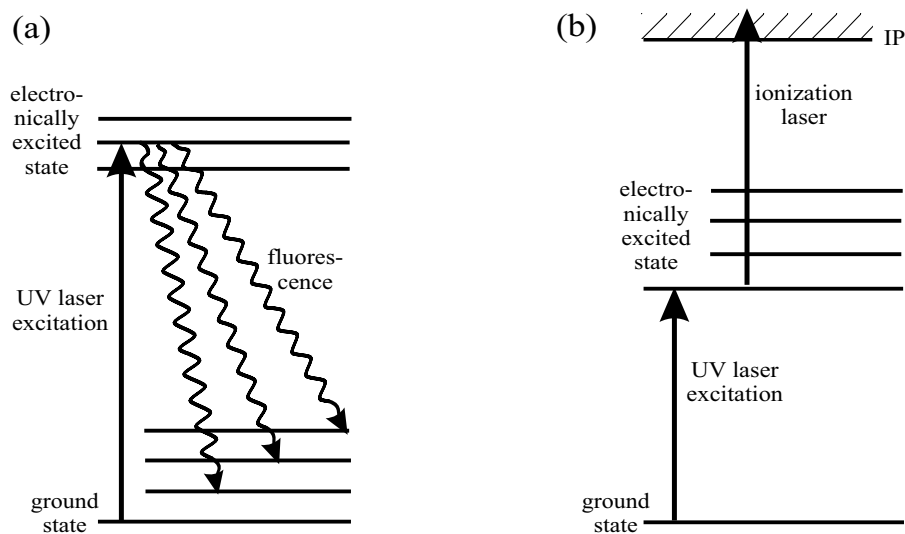 (a)
electro-
nically
excited
state
fluores-
cence
UV laser
excitation
ground
state
(b)
IP
ionization
laser
electro-
nically
excited
state
UV laser
excitation
ground
state